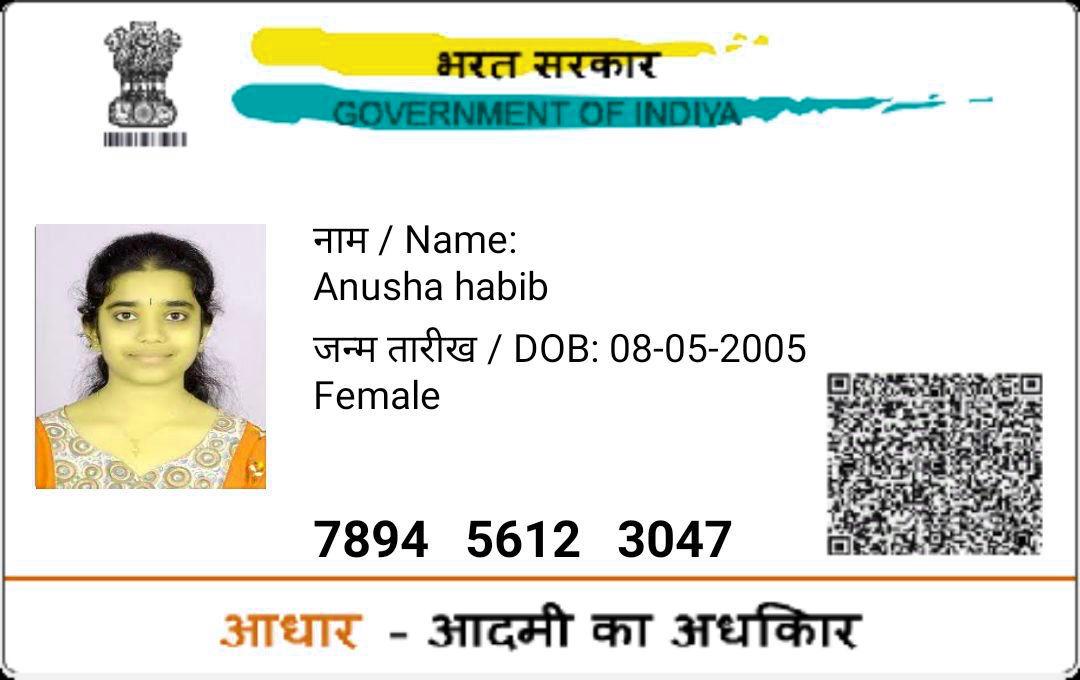 भरत सरकार
GOVERNMENT OF INDIYA
नाम / Name:
Anusha habib
जन्म तारीख / DOB: 08-05-2005
Female
7894 5612 3047
आधार - आदमी का अधकिार